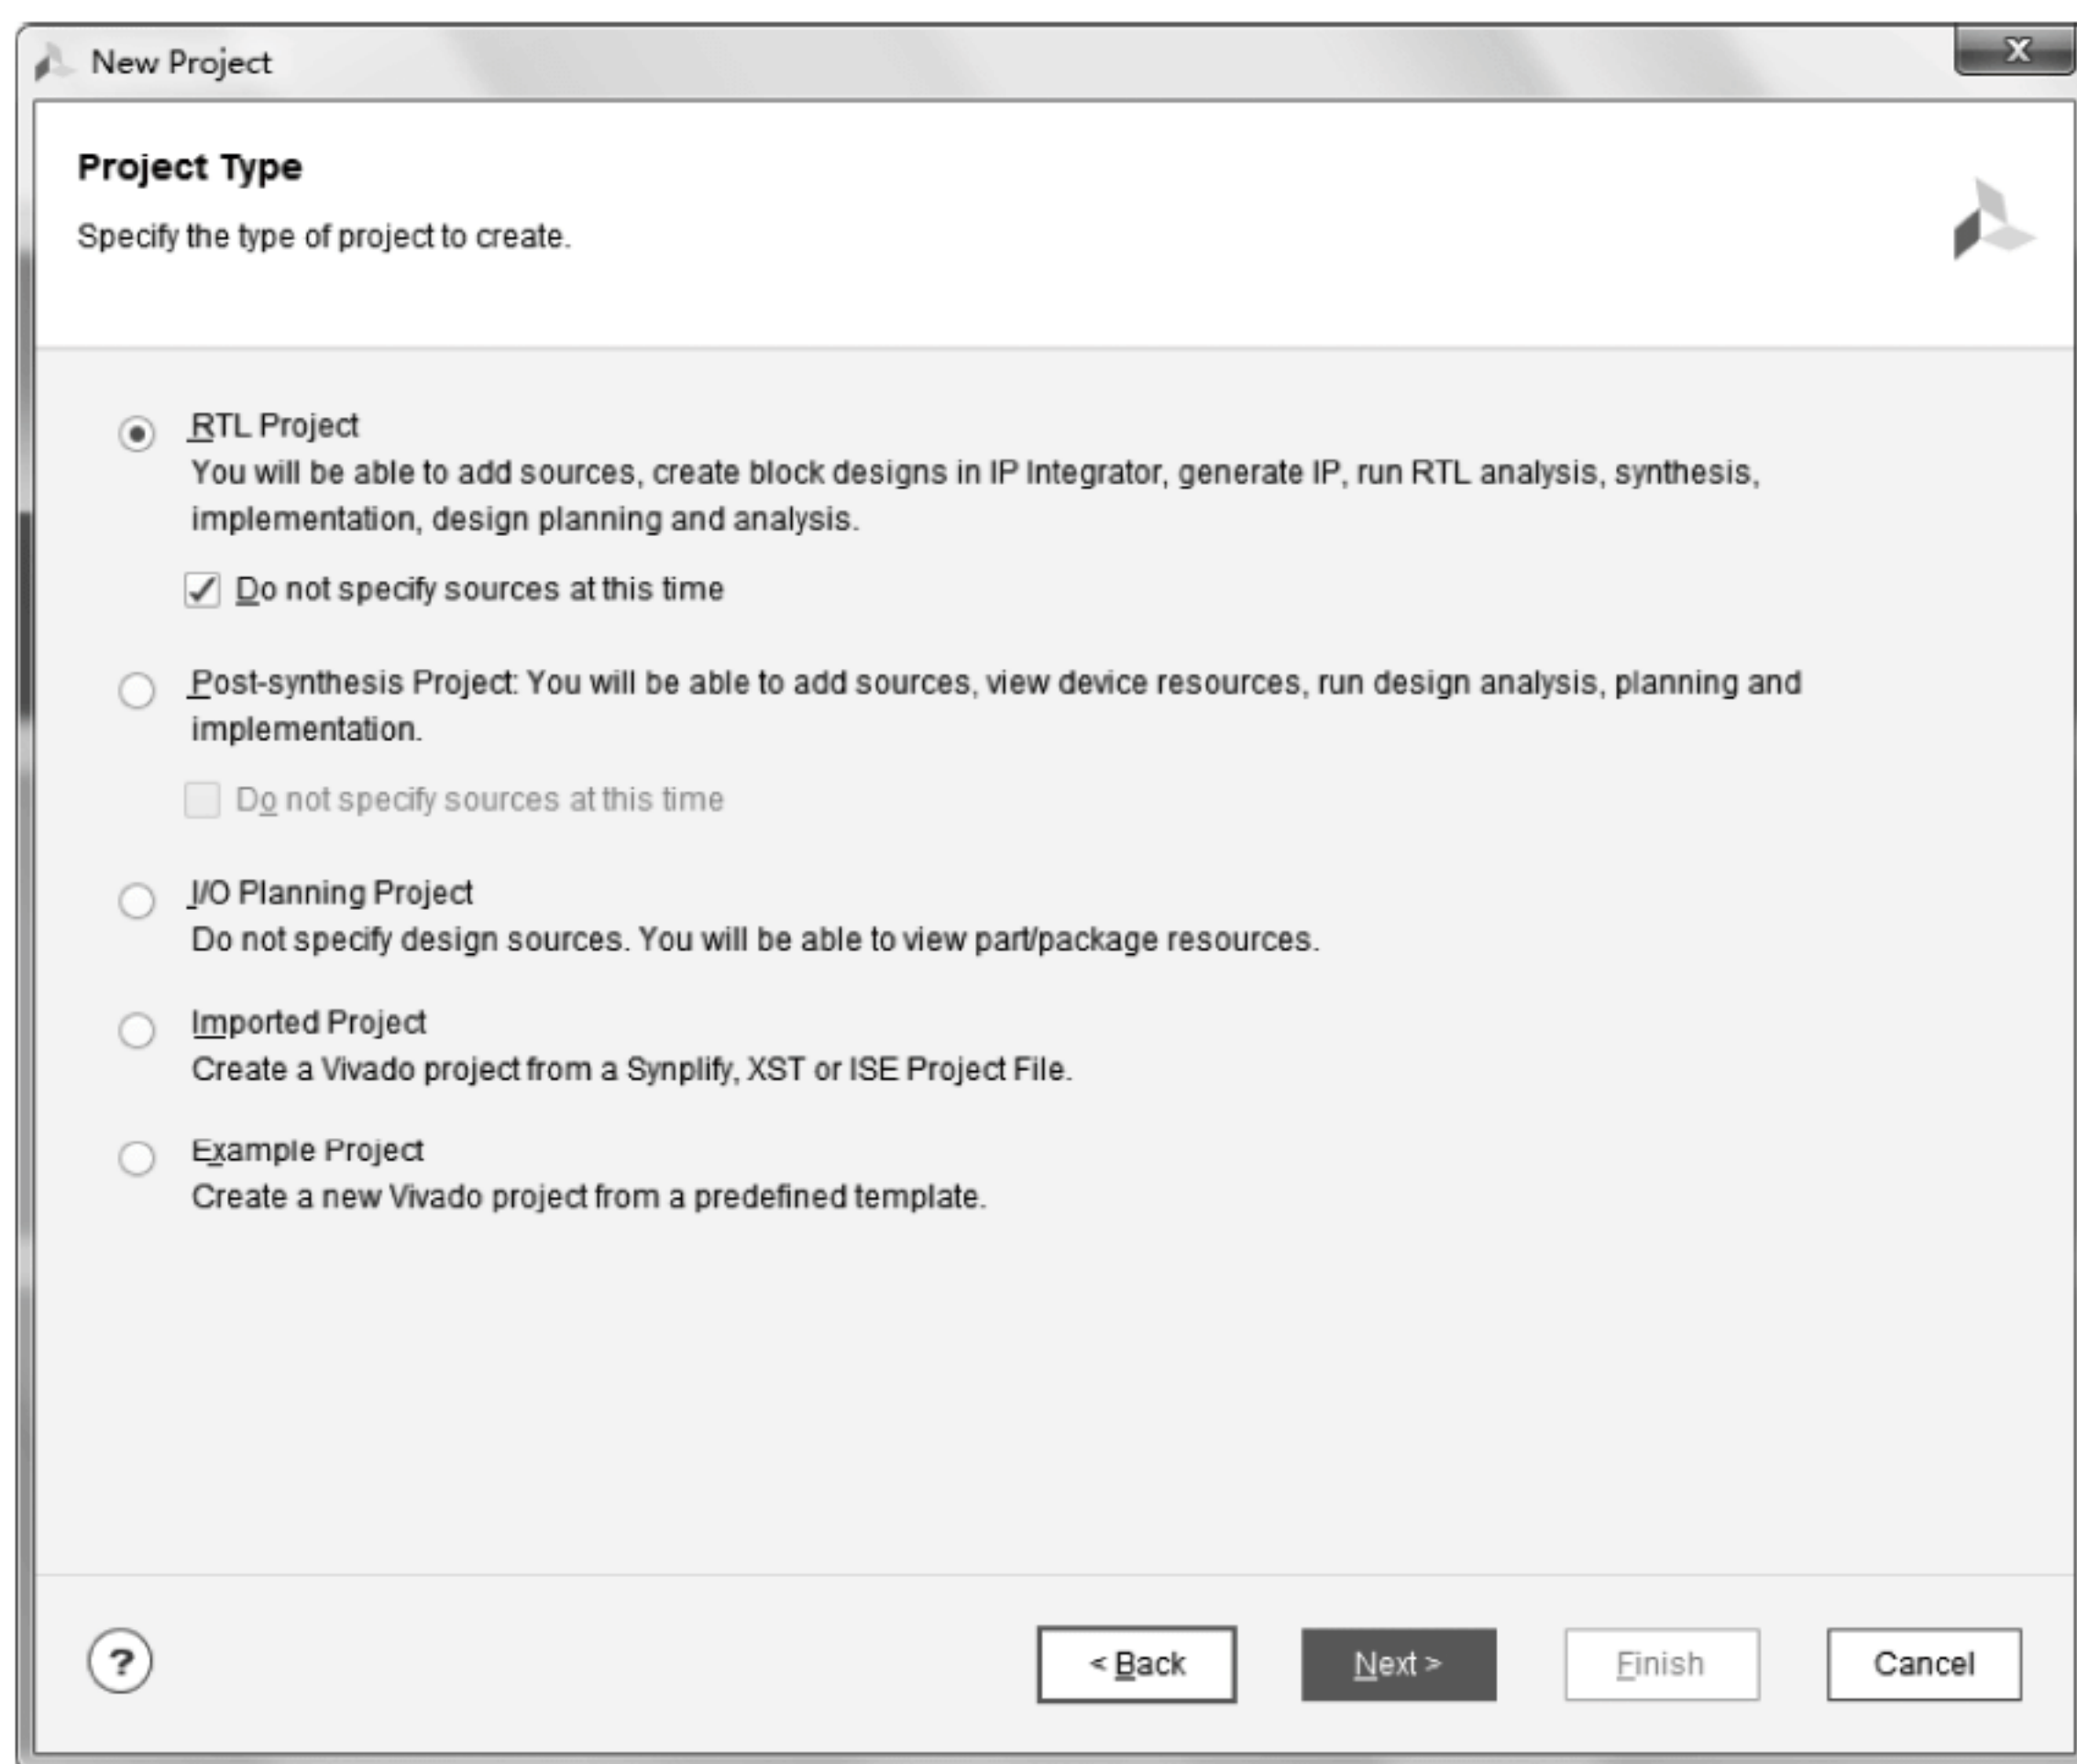 New Project
x
Project Type
Specify the type of project to create.
RTL Project
You will be able to add sources, create block designs in IP Integrator, generate IP, run RTL analysis, synthesis,
implementation, design planning and analysis.
Do not specify sources at this time
Post-synthesis Project: You will be able to add sources, view device resources, run design analysis, planning and
implementation.
Do not specify sources at this time
I/O Planning Project
Do not specify design sources. You will be able to view part/package resources.
Imported Project
Create a Vivado project from a Synplify, XST or ISE Project File.
Example Project
Create a new Vivado project from a predefined template.
?
< Back
Next >
Finish
Cancel